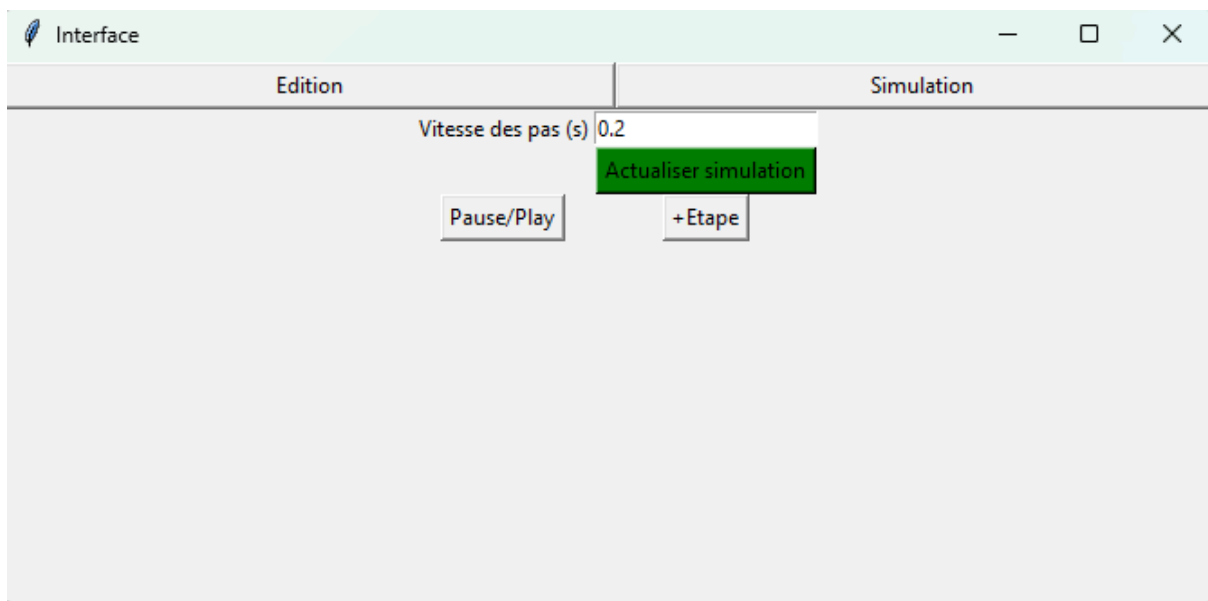 Interface
Edition Simulation
Vitesse des pas (s) 0.2
Actualiser simulation
Pause/Play +Etape